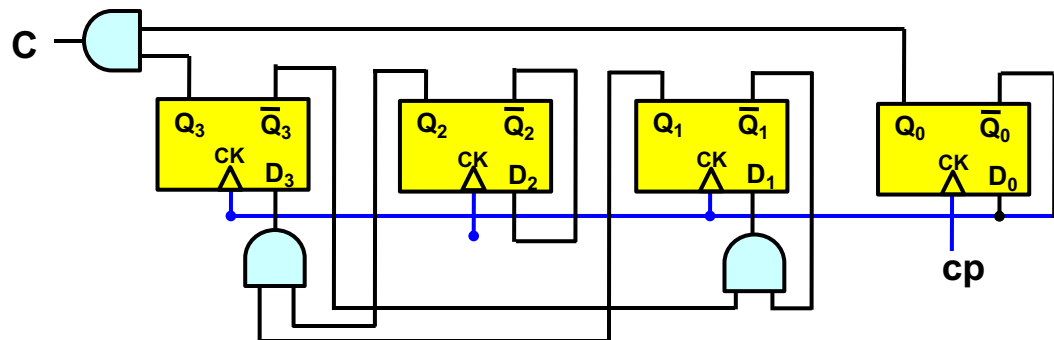 C
Q₃ Q̅₃
CK D₃
Q₂ Q̅₂
CK D₂
Q₁ Q̅₁
CK D₁
Q₀ Q̅₀
CK D₀
cp